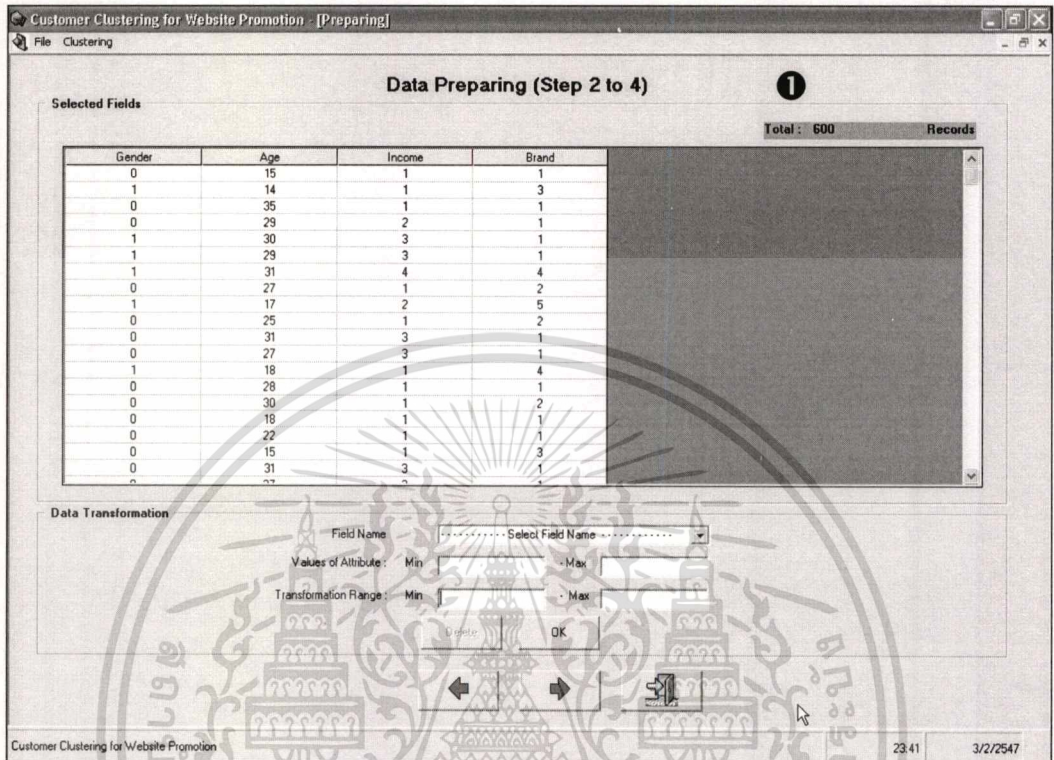 Customer Clustering for Website Promotion - [Preparing]
File Clustering
Data Preparing (Step 2 to 4) ❶
Selected Fields
Total : 600 Records
Gender Age Income Brand
0 15 1 1
1 14 1 3
0 35 1 1
0 29 2 1
1 30 3 1
1 29 3 1
1 31 4 4
0 27 1 2
1 17 2 5
0 25 1 2
0 31 3 1
0 27 3 1
1 18 1 4
0 28 1 1
0 30 1 2
0 18 1 1
0 22 1 1
0 15 1 3
0 31 3 1
Data Transformation
Field Name - - - - - - - - - - Select Field Name - - - - - - - - - - -
Values of Attribute : Min - Max
Transformation Range : Min - Max
Delete OK
Customer Clustering for Website Promotion 23:41 3/2/2547